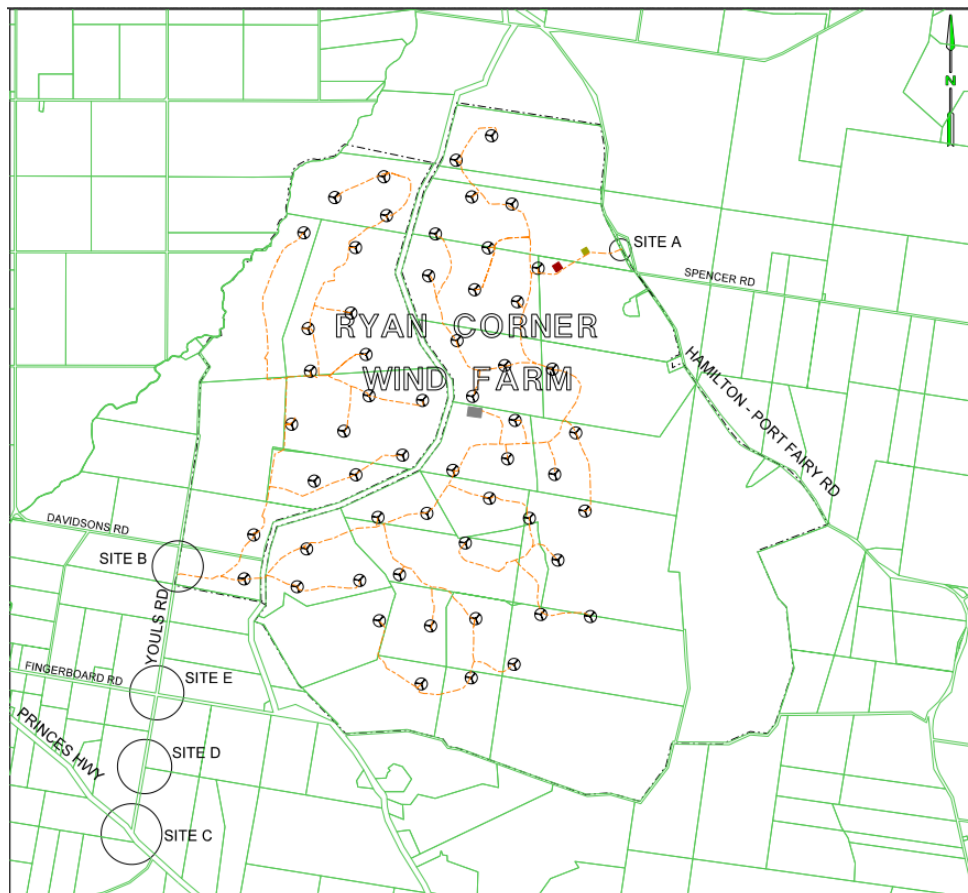 N
SITE A
SPENCER RD
RYAN CORNER
WIND FARM
HAMILTON - PORT FAIRY RD
DAVIDSONS RD
SITE B
YOULS RD
FINGERBOARD RD
SITE E
PRINCES HWY
SITE D
SITE C